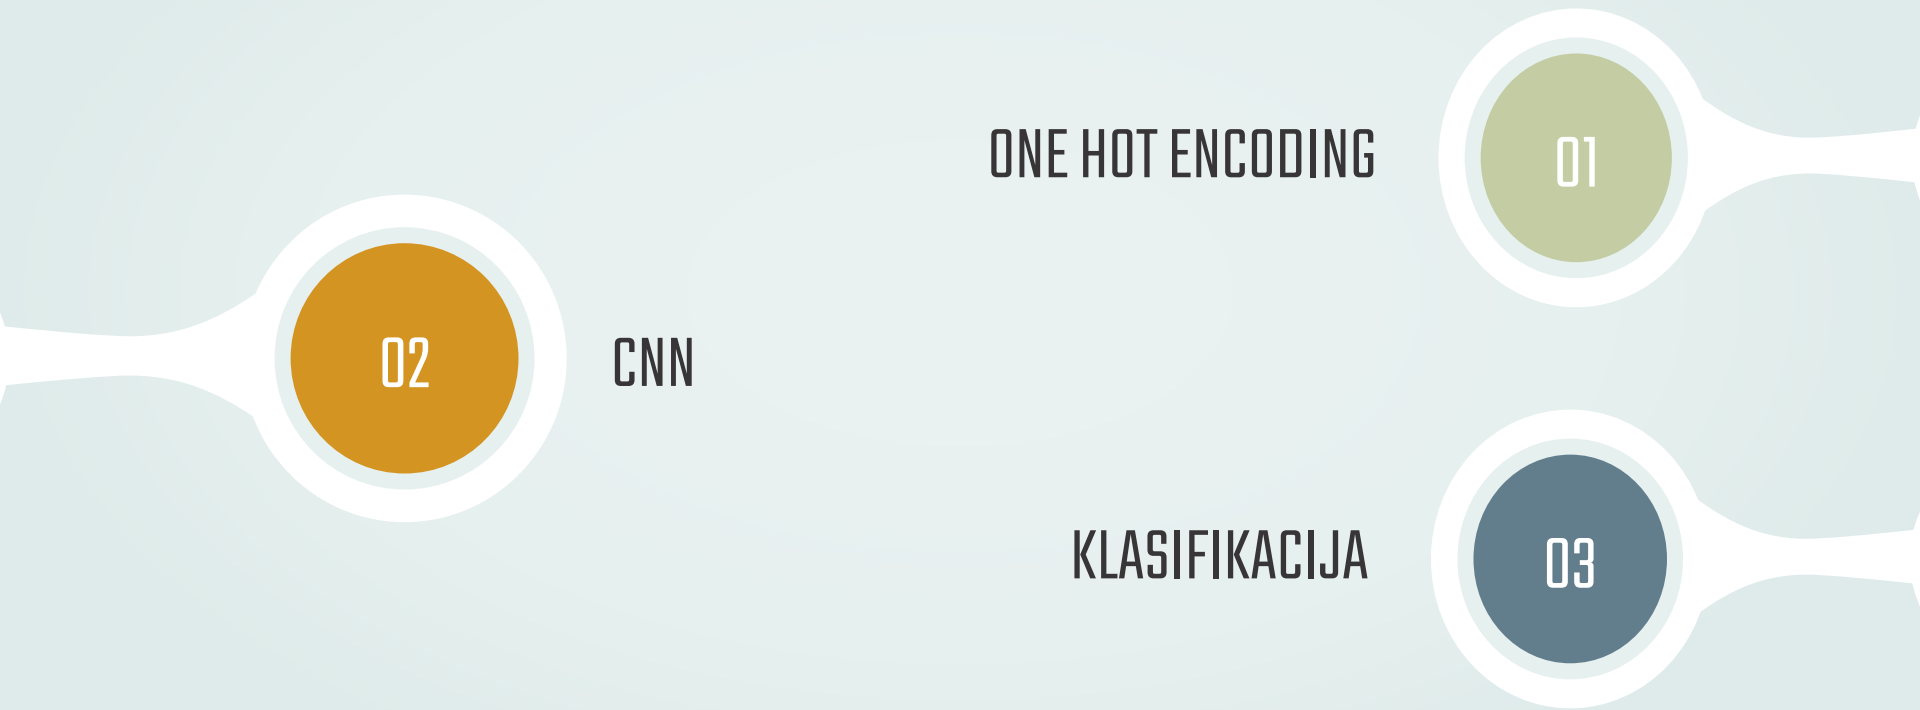 ONE HOT ENCODING
01
02
CNN
KLASIFIKACIJA
03